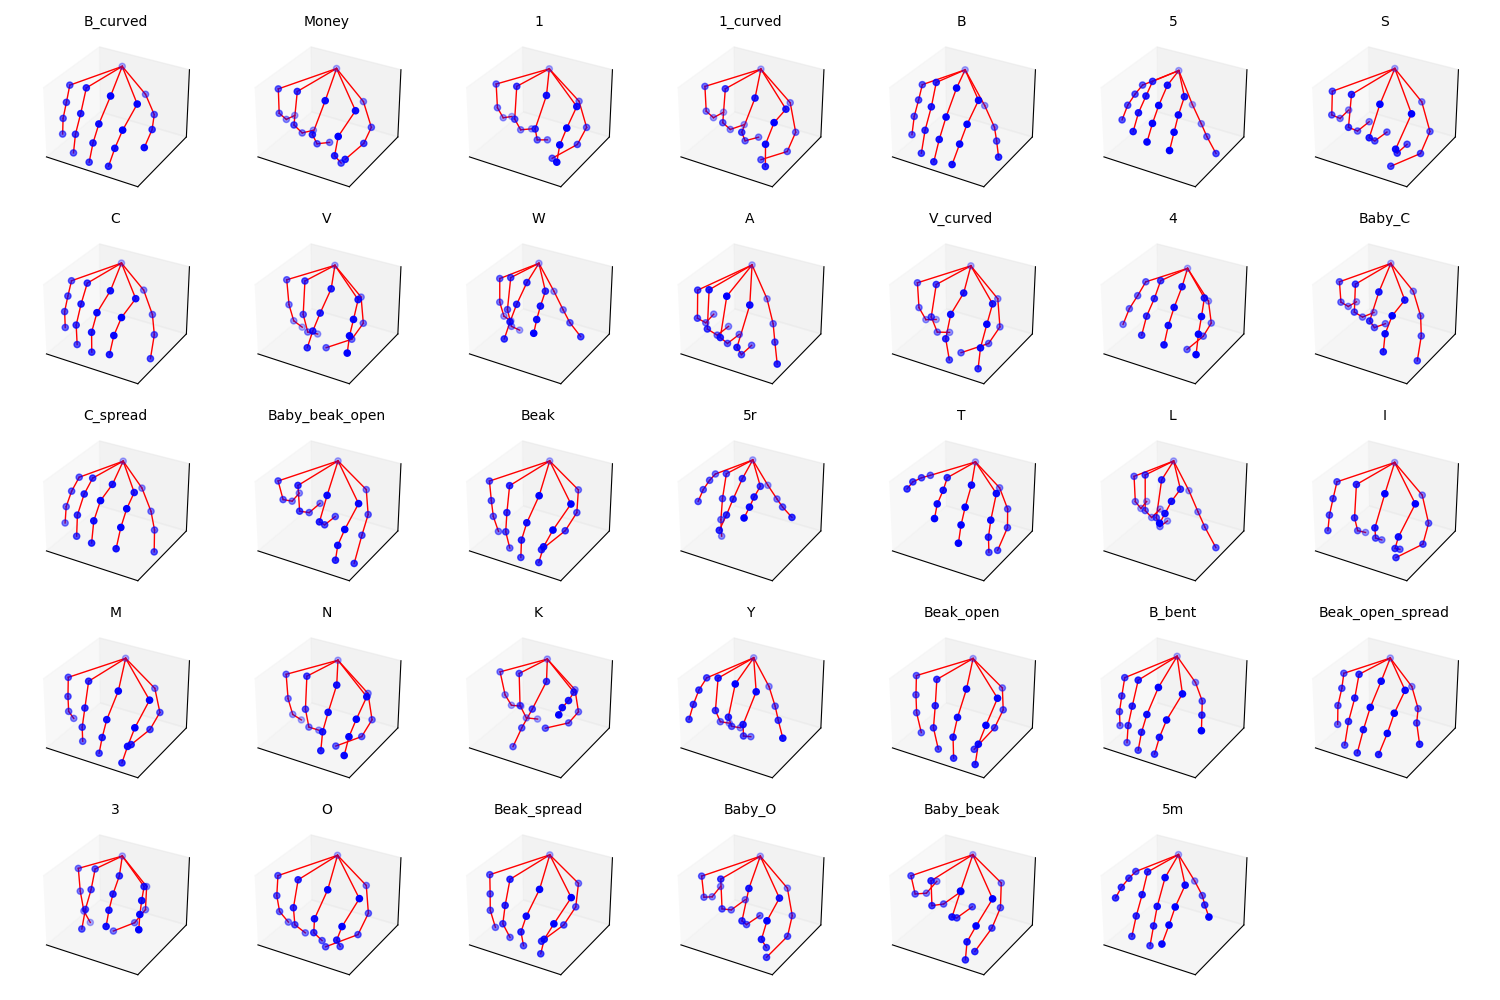 B_curved Money 1 1_curved B 5 S
C V W A V_curved 4 Baby_C
C_spread Baby_beak_open Beak 5r T L I
M N K Y Beak_open B_bent Beak_open_spread
3 O Beak_spread Baby_O Baby_beak 5m